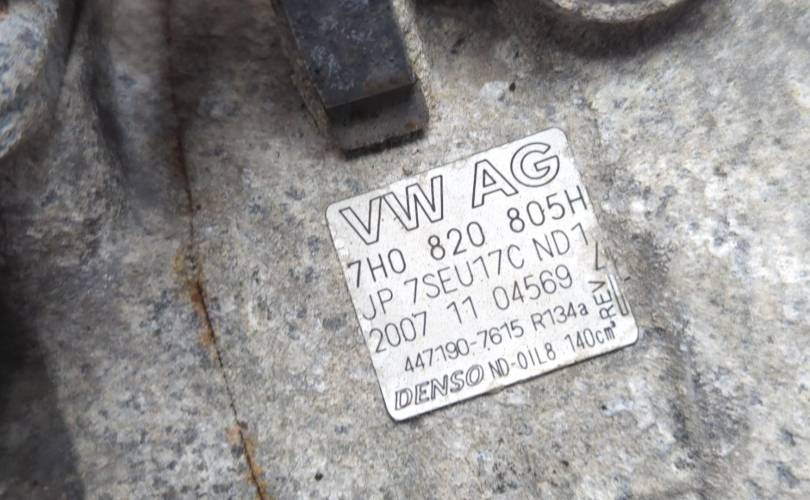 VW AG
7H0 820 805H
JP 7SEU17C ND1
2007 11 04569
447190-7615 R134a
DENSO ND-OIL8 140cm³
REV